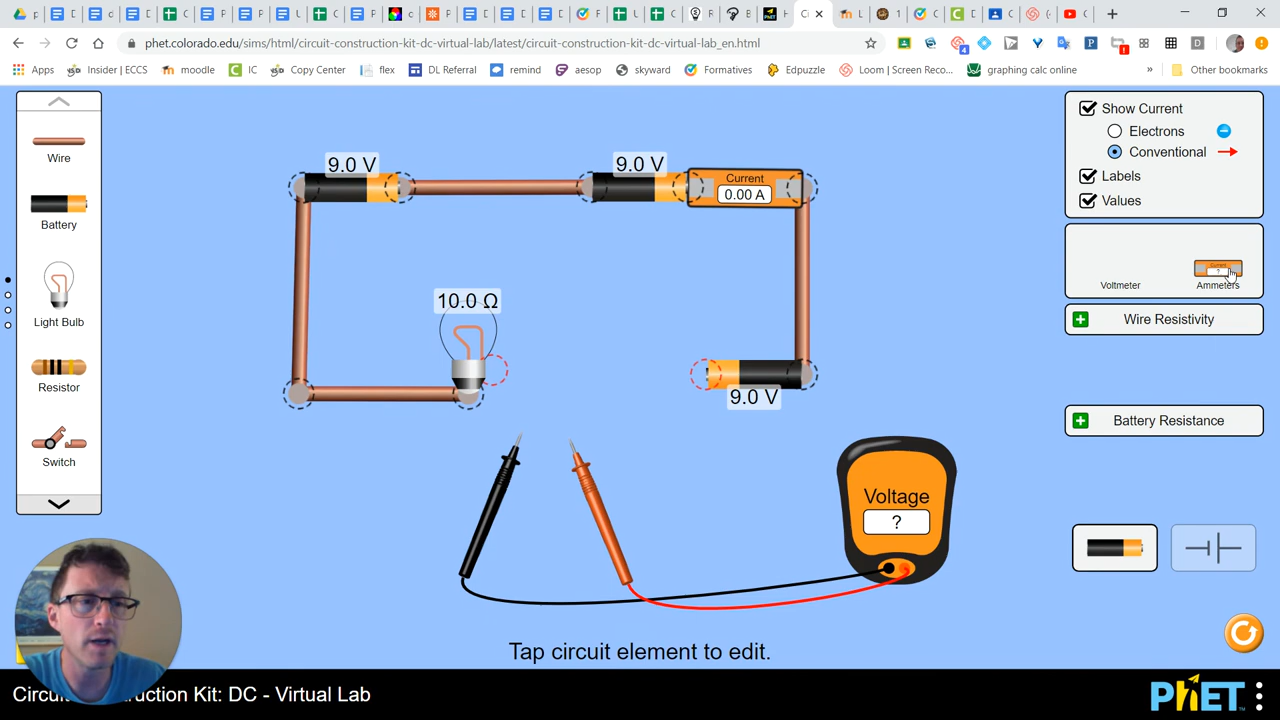 phet.colorado.edu/sims/html/circuit-construction-kit-dc-virtual-lab/latest/circuit-construction-kit-dc-virtual-lab_en.html
Apps
Insider | ECCS
moodle
IC
Copy Center
flex
DL Referral
remind
aesop
skyward
Formatives
Edpuzzle
Loom | Screen Reco...
graphing calc online
»
Other bookmarks
Wire
Battery
Light Bulb
Resistor
Switch
9.0 V
9.0 V
Current
0.00 A
10.0 Ω
9.0 V
Voltage
?
Show Current
Electrons
Conventional
Labels
Values
Voltmeter
Current
?
Ammeters
Wire Resistivity
Battery Resistance
Tap circuit element to edit.
Circu
nstruction Kit: DC - Virtual Lab
PhET